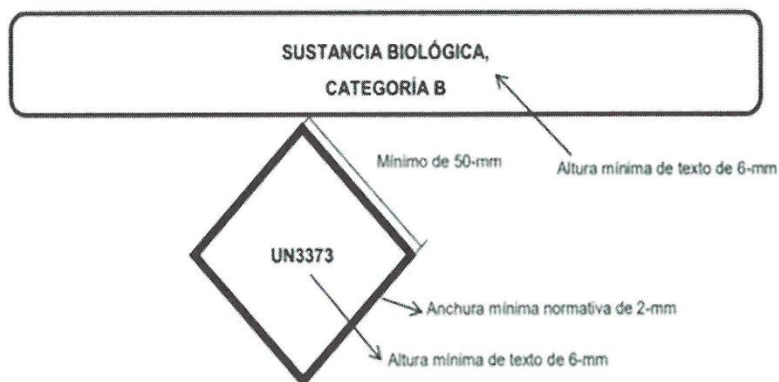 SUSTANCIA BIOLÓGICA,
CATEGORÍA B
Mínimo de 50-mm
Altura mínima de texto de 6-mm
UN3373
Anchura mínima normativa de 2-mm
Altura mínima de texto de 6-mm